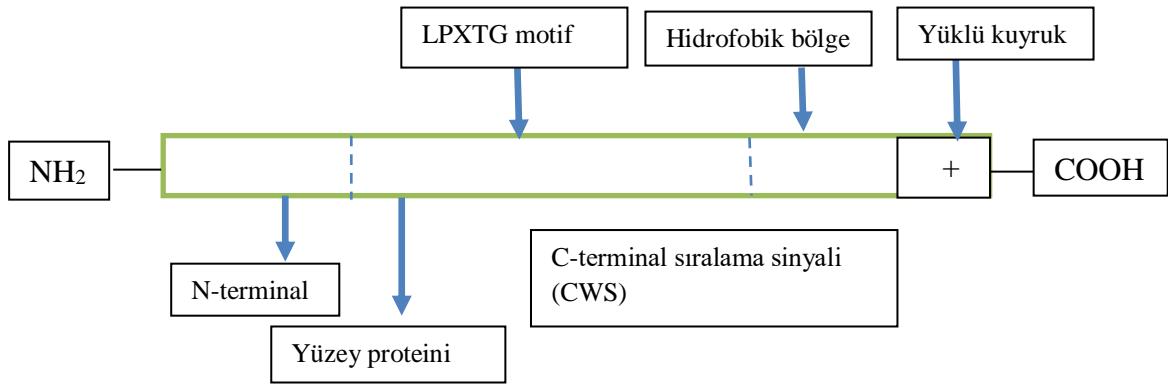 LPXTG motif
Hidrofobik bölge
Yüklü kuyruk
NH₂
+
COOH
N-terminal
C-terminal sıralama sinyali
(CWS)
Yüzey proteini